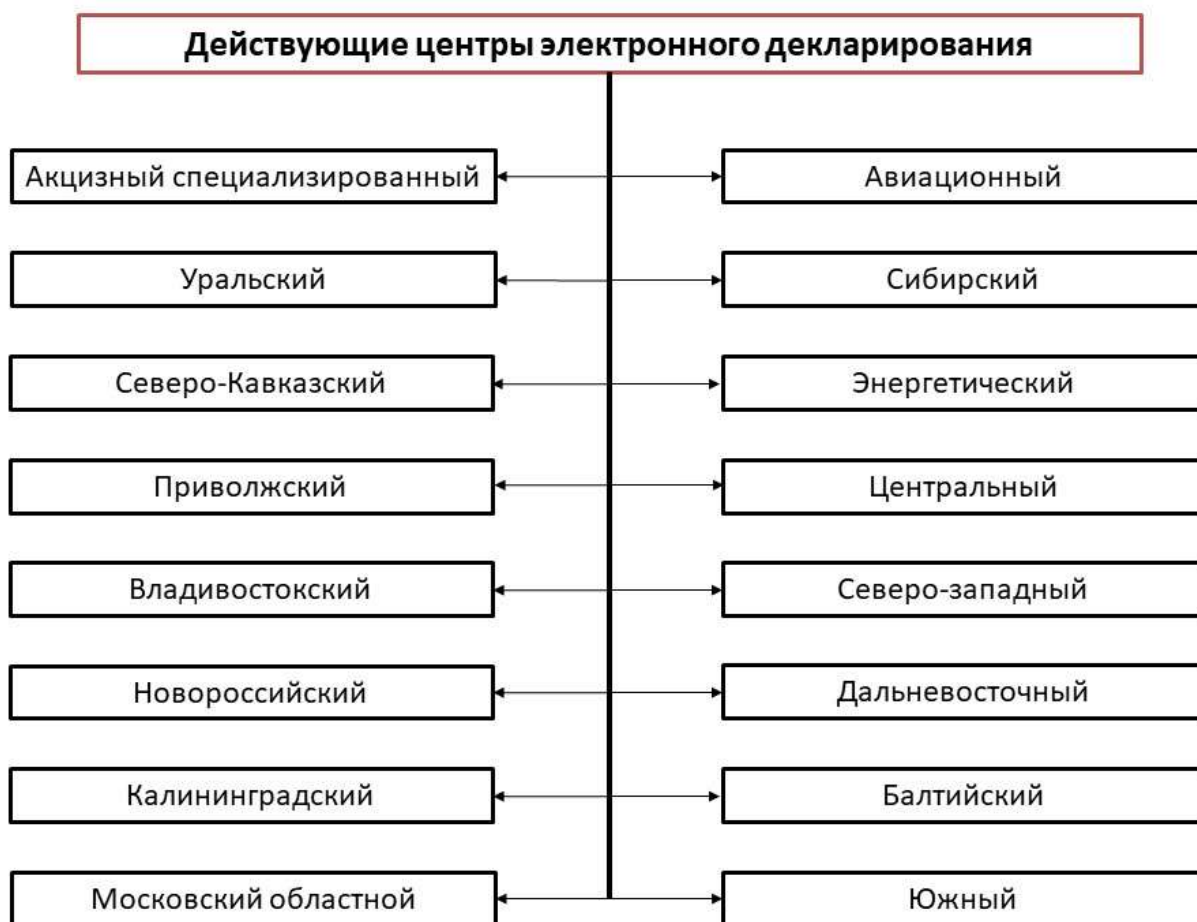 Действующие центры электронного декларирования
Акцизный специализированный
Авиационный
Уральский
Сибирский
Северо-Кавказский
Энергетический
Приволжский
Центральный
Владивостокский
Северо-западный
Новороссийский
Дальневосточный
Калининградский
Балтийский
Московский областной
Южный